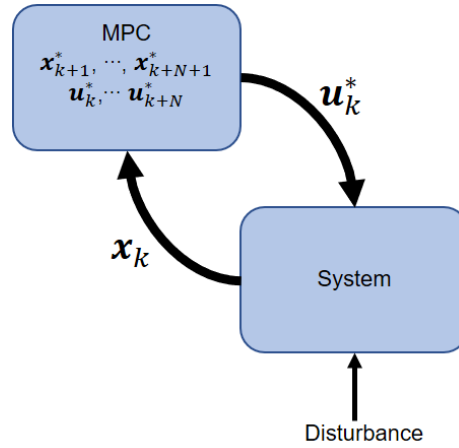 MPC
𝒙*ₖ₊₁, ⋯, 𝒙*ₖ₊N₊₁
𝒖*ₖ,⋯ 𝒖*ₖ₊N
𝒖*ₖ
𝒙ₖ
System
Disturbance